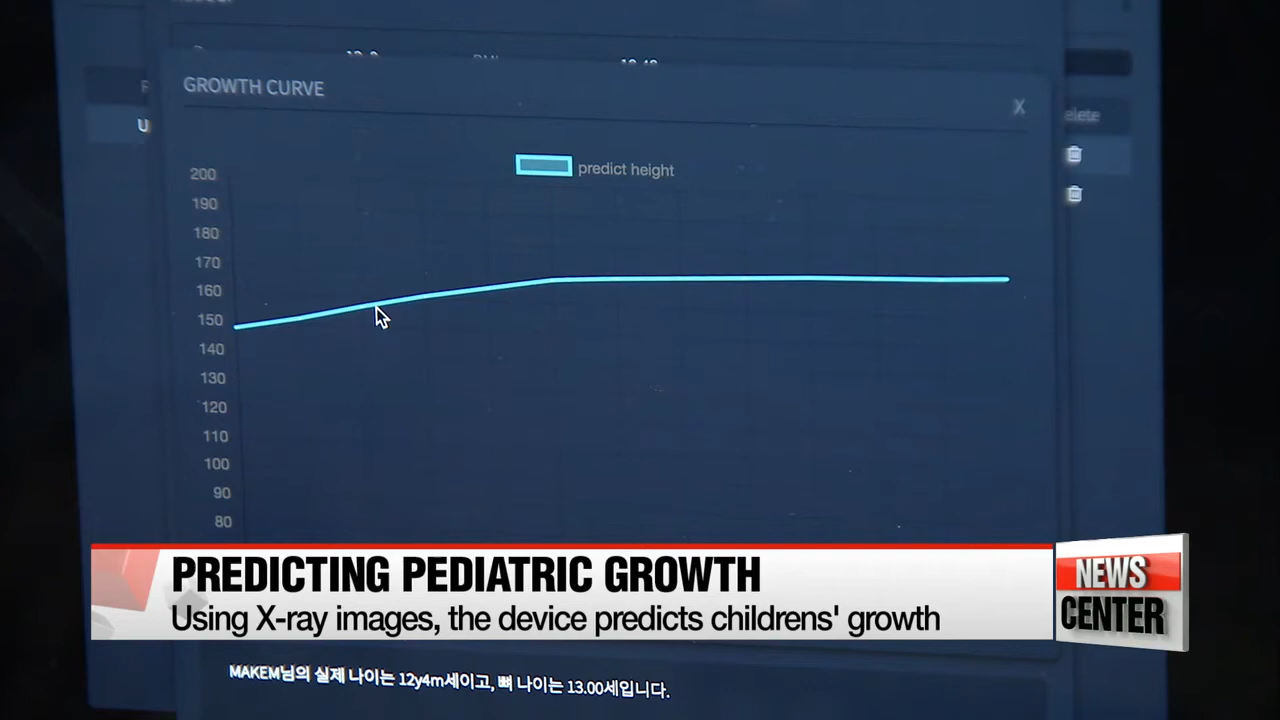 GROWTH CURVE
X
elete
predict height
200
190
180
170
160
150
140
130
120
110
100
90
80
PREDICTING PEDIATRIC GROWTH
Using X-ray images, the device predicts childrens' growth
NEWS
CENTER
MAKEM님의 실제 나이는 12y4m세이고, 뼈 나이는 13.00세입니다.